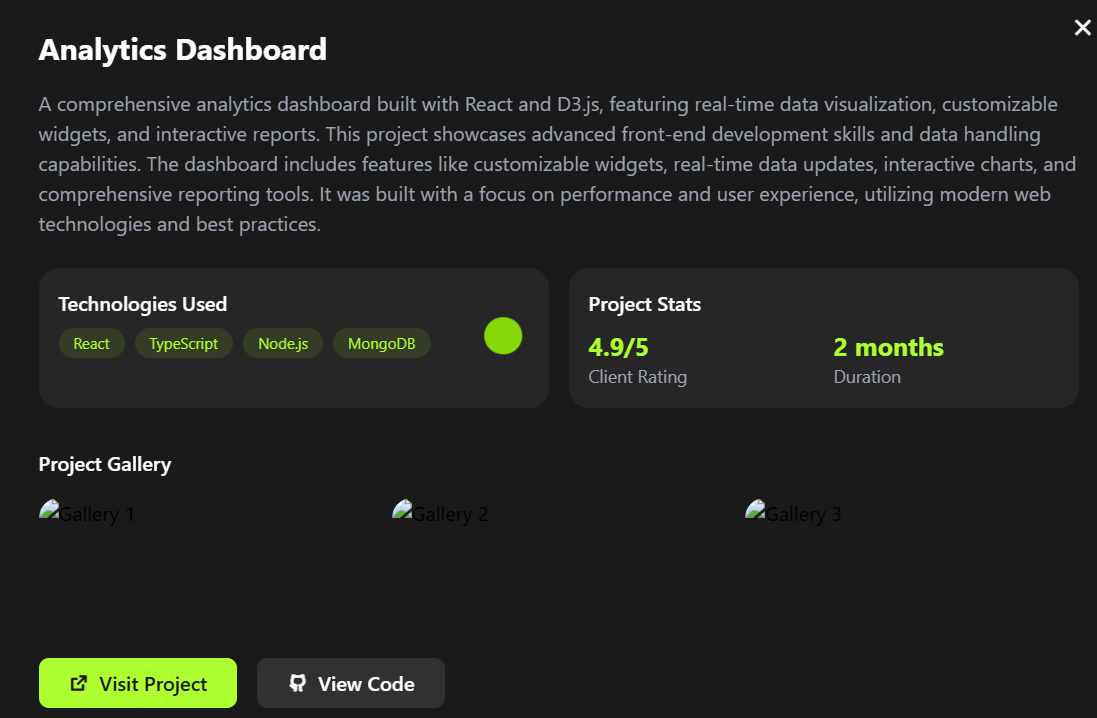 Analytics Dashboard
A comprehensive analytics dashboard built with React and D3.js, featuring real-time data visualization, customizable
widgets, and interactive reports. This project showcases advanced front-end development skills and data handling
capabilities. The dashboard includes features like customizable widgets, real-time data updates, interactive charts, and
comprehensive reporting tools. It was built with a focus on performance and user experience, utilizing modern web
technologies and best practices.
Technologies Used
React TypeScript Node.js MongoDB
Project Stats
4.9/5
Client Rating
2 months
Duration
Project Gallery
Gallery 1 Gallery 2 Gallery 3
Visit Project View Code